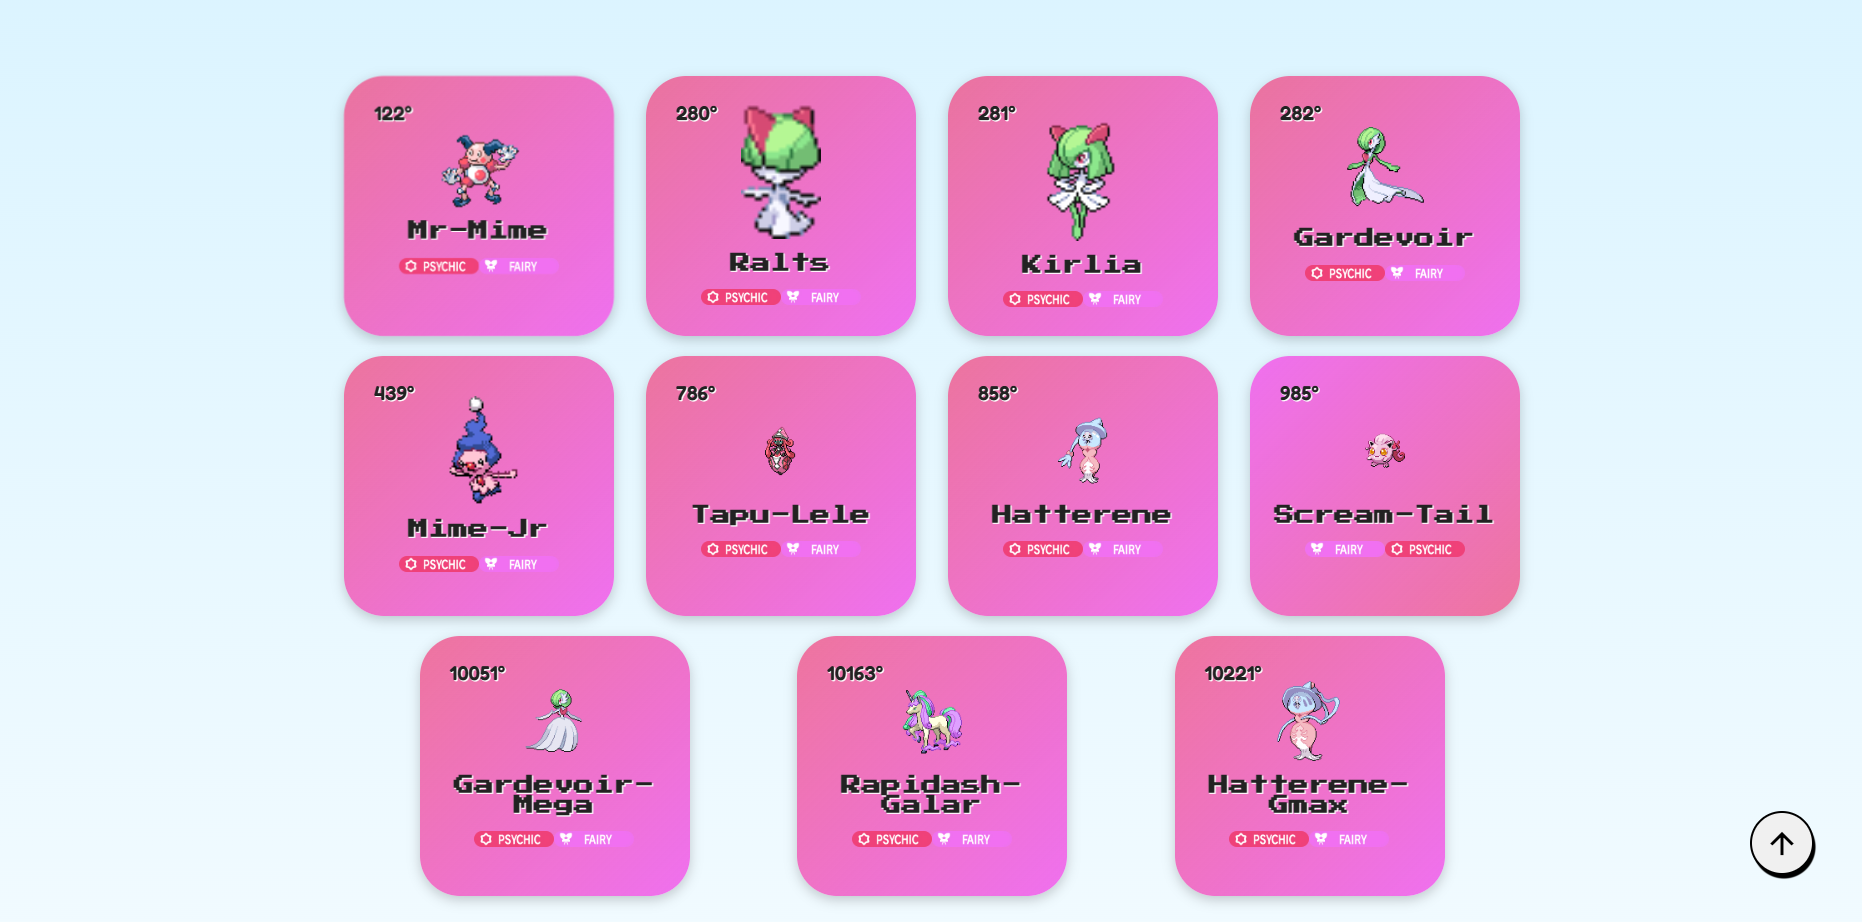 122°
Mr-Mime
PSYCHIC FAIRY
280°
Ralts
PSYCHIC FAIRY
281°
Kirlia
PSYCHIC FAIRY
282°
Gardevoir
PSYCHIC FAIRY
439°
Mime-Jr
PSYCHIC FAIRY
786°
Tapu-Lele
PSYCHIC FAIRY
858°
Hatterene
PSYCHIC FAIRY
985°
Scream-Tail
FAIRY PSYCHIC
10051°
Gardevoir-
Mega
PSYCHIC FAIRY
10163°
Rapidash-
Galar
PSYCHIC FAIRY
10221°
Hatterene-
Gmax
PSYCHIC FAIRY